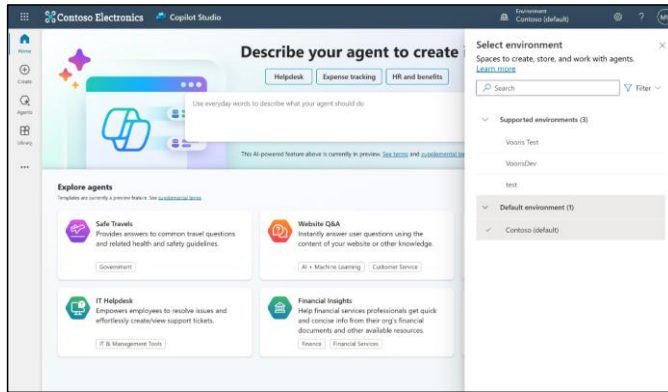 Contoso Electronics
Copilot Studio
Environment
Contoso (default)
?
Home
Create
Agents
Library
Describe your agent to create
Helpdesk
Expense tracking
HR and benefits
Use everyday words to describe what your agent should do
This AI-powered feature above is currently in preview. See terms and supplemental
Explore agents
Templates are currently a preview feature. See supplemental terms
Safe Travels
Provides answers to common travel questions
and related health and safety guidelines.
Government
Website Q&A
Instantly answer user questions using the
content of your website or other knowledge.
AI + Machine Learning
Customer Service
IT Helpdesk
Empowers employees to resolve issues and
effortlessly create/view support tickets.
IT & Management Tools
Financial Insights
Help financial services professionals get quick
and concise info from their org's financial
documents and other available resources.
Finance
Financial Services
Select environment
Spaces to create, store, and work with agents.
Learn more
Search
Filter
Supported environments (3)
Vooris Test
VoorisDev
test
Default environment (1)
Contoso (default)